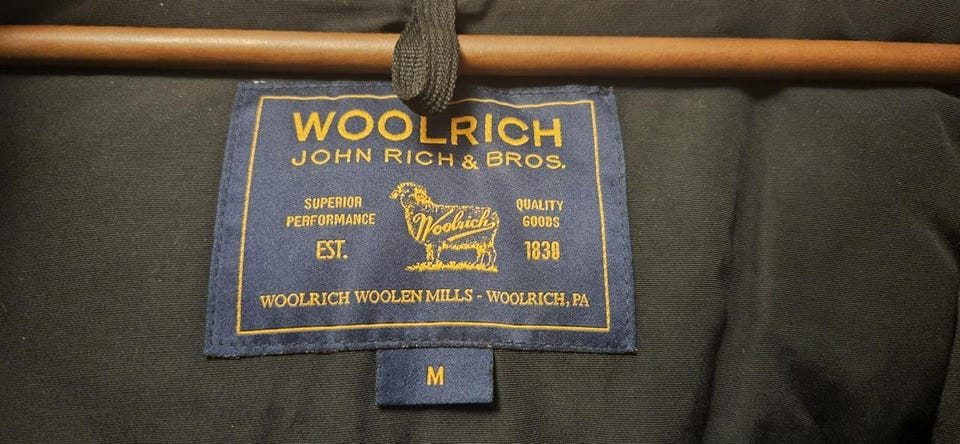 WOOLRICH
JOHN RICH & BROS.
SUPERIOR
PERFORMANCE
EST.
Woolrich
QUALITY
GOODS
1830
WOOLRICH WOOLEN MILLS - WOOLRICH, PA
M